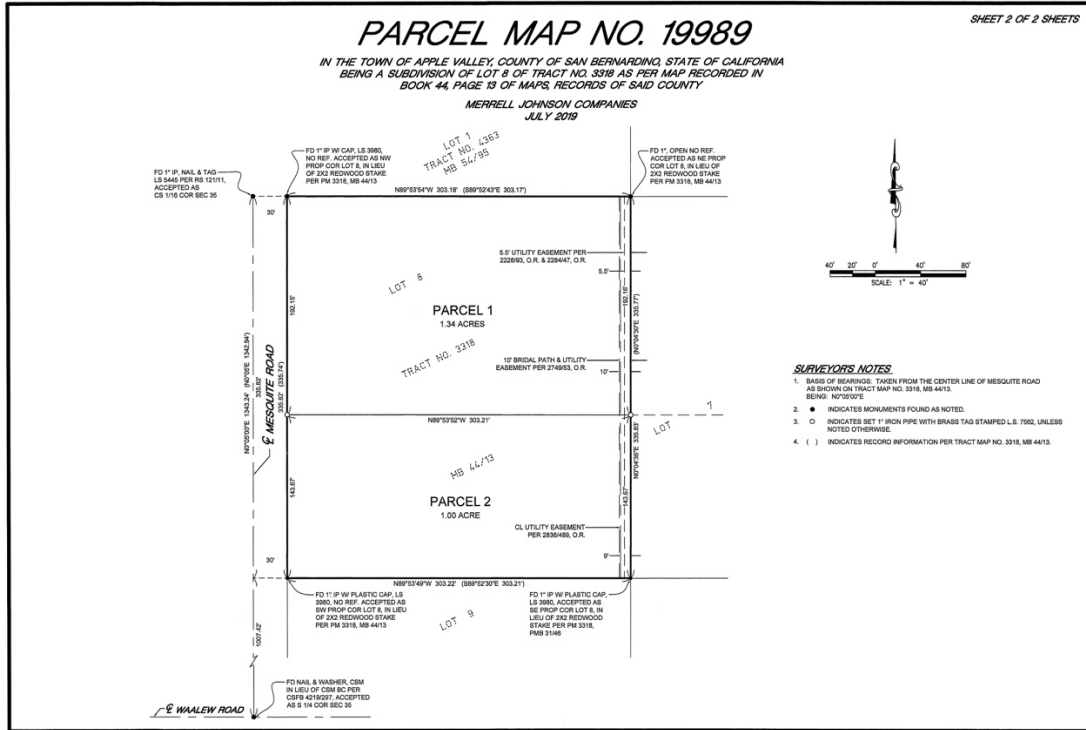 SHEET 2 OF 2 SHEETS
PARCEL MAP NO. 19989
IN THE TOWN OF APPLE VALLEY, COUNTY OF SAN BERNARDINO, STATE OF CALIFORNIA
BEING A SUBDIVISION OF LOT 8 OF TRACT NO. 3318 AS PER MAP RECORDED IN
BOOK 44, PAGE 13 OF MAPS, RECORDS OF SAID COUNTY
MERRELL JOHNSON COMPANIES
JULY 2019
FD 1" IP, NAIL & TAG
LS 5445 PER RS 121/11,
ACCEPTED AS
CS 1/16 COR SEC 35
FD 1" IP W/ CAP, LS 3980,
NO REF. ACCEPTED AS NW
PROP COR LOT 8, IN LIEU
OF 2X2 REDWOOD STAKE
PER PM 3318, MB 44/13
LOT 1
TRACT NO. 4363
MB 54/95
FD 1", OPEN NO REF.
ACCEPTED AS NE PROP
COR LOT 8, IN LIEU OF
2X2 REDWOOD STAKE
PER PM 3318, MB 44/13
N89°53'54"W 303.18' (S89°52'43"E 303.17')
30'
5.5' UTILITY EASEMENT PER
2228/93, O.R. & 2284/47, O.R.
5.5'
LOT 8
192.15'
192.16'
(N0°04'30"E 335.77')
PARCEL 1
1.34 ACRES
TRACT NO. 3318
10' BRIDAL PATH & UTILITY
EASEMENT PER 2749/53, O.R.
10'
N0°05'00"E 1343.24' (N0°05'E 1342.94')
335.82'
℄ MESQUITE ROAD
335.82' (335.74')
N89°53'52"W 303.21'
LOT 7
MB 44/13
N0°04'36"E 335.83'
143.67'
143.67'
PARCEL 2
1.00 ACRE
CL UTILITY EASEMENT
PER 2836/489, O.R.
9'
30'
N89°53'49"W 303.22' (S89°52'30"E 303.21')
FD 1" IP W/ PLASTIC CAP, LS
3980, NO REF. ACCEPTED AS
SW PROP COR LOT 8, IN LIEU
OF 2X2 REDWOOD STAKE
PER PM 3318, MB 44/13
LOT 9
FD 1" IP W/ PLASTIC CAP,
LS 3980, ACCEPTED AS
SE PROP COR LOT 8, IN
LIEU OF 2X2 REDWOOD
STAKE PER PM 3318,
PMB 31/46
1007.42'
FD NAIL & WASHER, CSM
IN LIEU OF CSM BC PER
CSFB 4219/297, ACCEPTED
AS S 1/4 COR SEC 35
℄ WAALEW ROAD
40' 20' 0' 40' 80'
SCALE: 1" = 40'
SURVEYOR'S NOTES
1. BASIS OF BEARINGS: TAKEN FROM THE CENTER LINE OF MESQUITE ROAD
AS SHOWN ON TRACT MAP NO. 3318, MB 44/13.
BEING: N0°05'00"E
2. ● INDICATES MONUMENTS FOUND AS NOTED.
3. O INDICATES SET 1" IRON PIPE WITH BRASS TAG STAMPED L.S. 7562, UNLESS
NOTED OTHERWISE.
4. ( ) INDICATES RECORD INFORMATION PER TRACT MAP NO. 3318, MB 44/13.